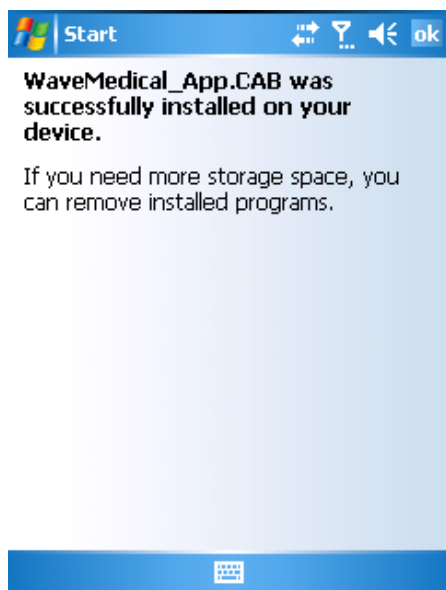 Start
ok
WaveMedical_App.CAB was
successfully installed on your
device.
If you need more storage space, you
can remove installed programs.